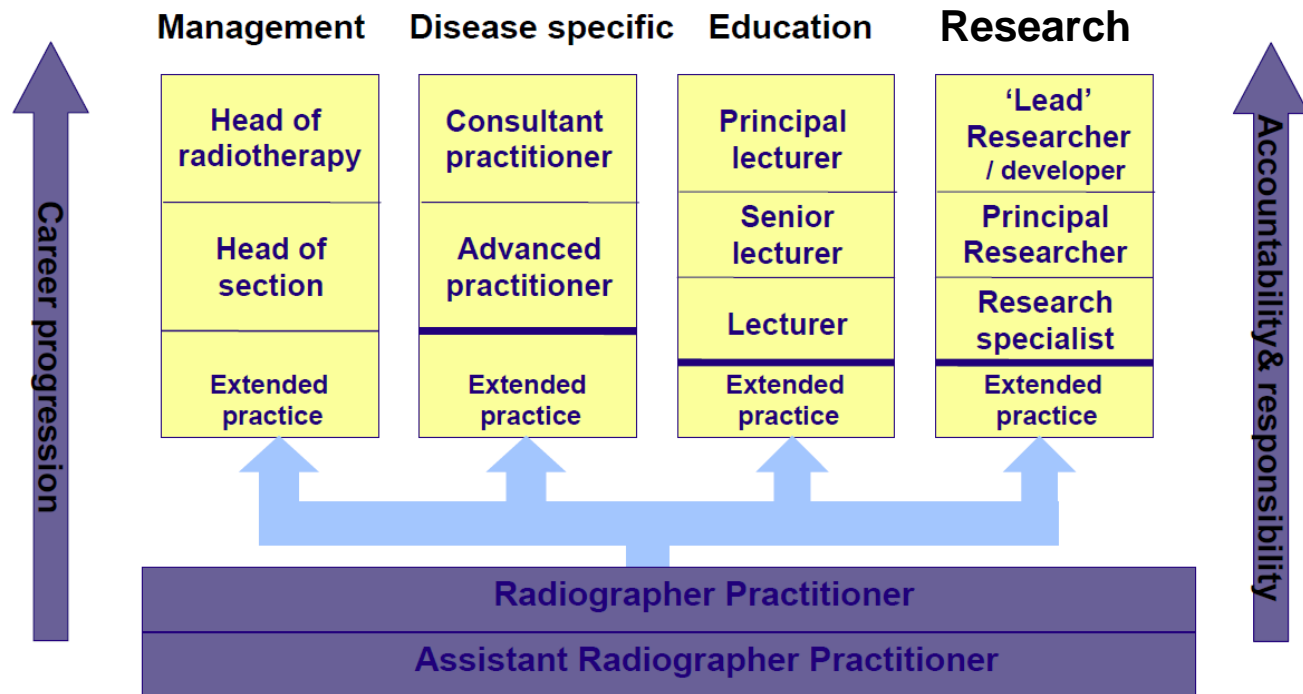 Management
Disease specific
Education
Research
Career progression
Head of
radiotherapy
Head of
section
Extended
practice
Consultant
practitioner
Advanced
practitioner
Extended
practice
Principal
lecturer
Senior
lecturer
Lecturer
Extended
practice
‘Lead’
Researcher
/ developer
Principal
Researcher
Research
specialist
Extended
practice
Accountability& responsibility
Radiographer Practitioner
Assistant Radiographer Practitioner